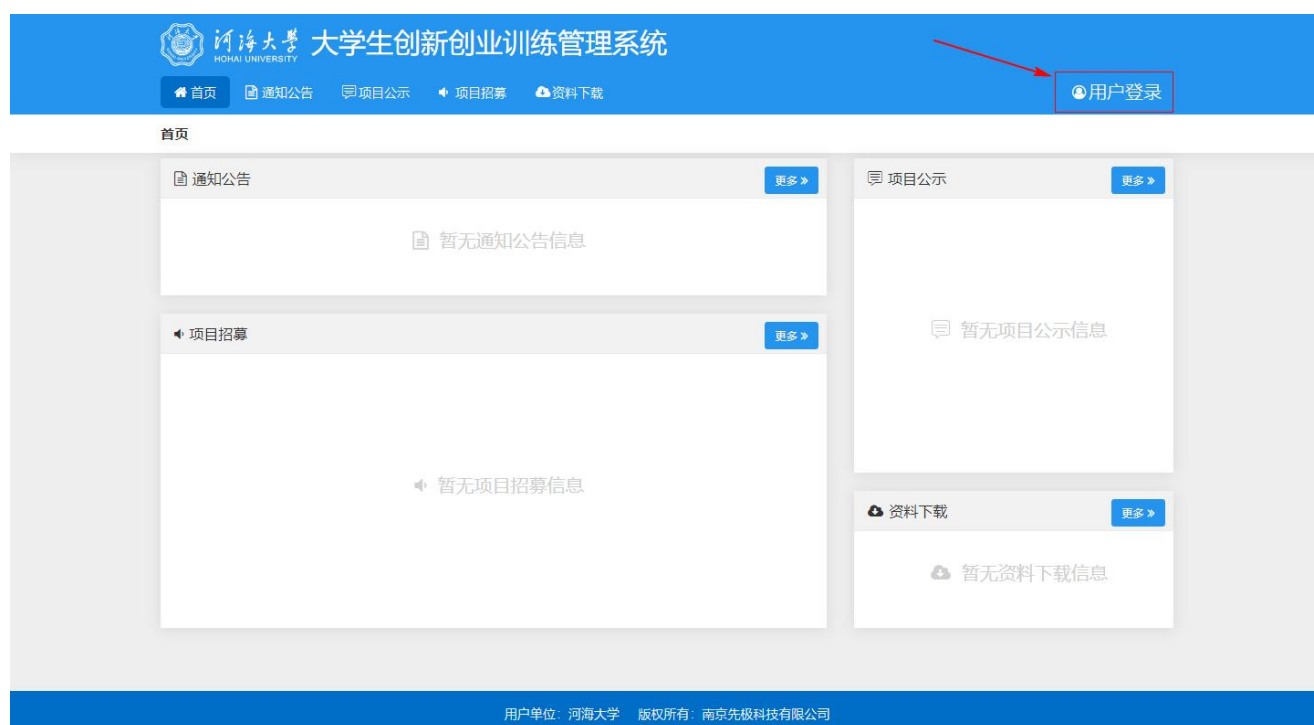 河海大学 大学生创新创业训练管理系统
HOHAI UNIVERSITY
首页 通知公告 项目公示 项目招募 资料下载 用户登录
首页
通知公告 更多
暂无通知公告信息
项目公示 更多
暂无项目公示信息
项目招募 更多
暂无项目招募信息
资料下载 更多
暂无资料下载信息
用户单位：河海大学 版权所有：南京先极科技有限公司